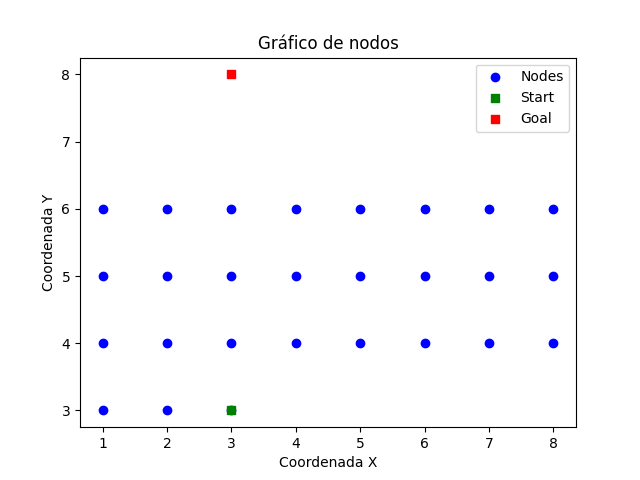 Gráfico de nodos
Nodes
Start
Goal
Coordenada Y
8
7
6
5
4
3
1 2 3 4 5 6 7 8
Coordenada X